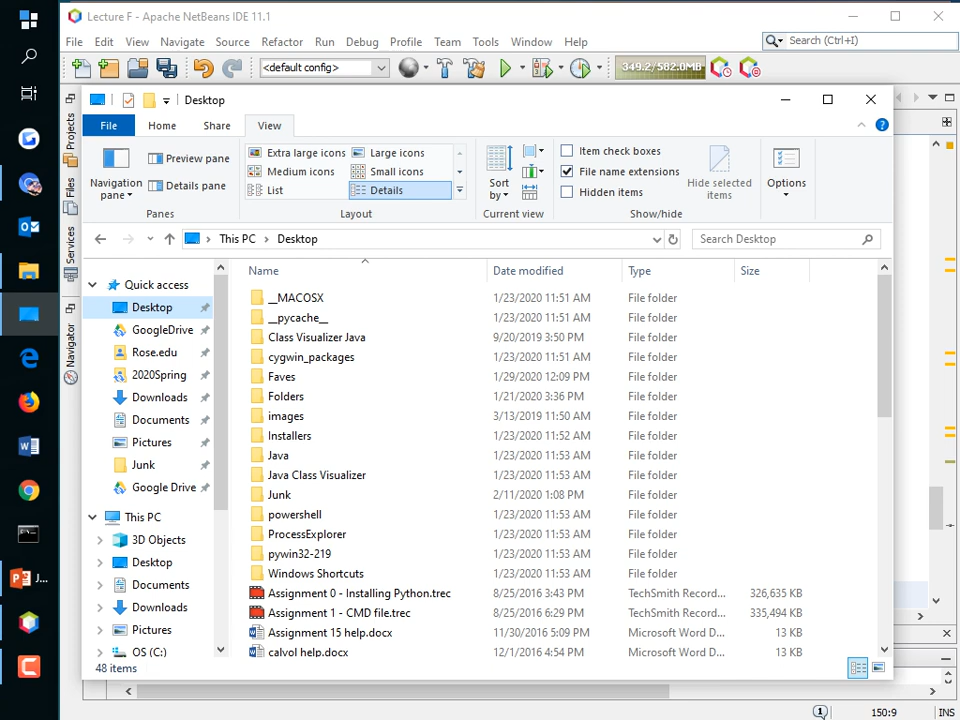 Lecture F - Apache NetBeans IDE 11.1
File Edit View Navigate Source Refactor Run Debug Profile Team Tools Window Help
Search (Ctrl+I)
<default config>
349.2/582.0MB
Desktop
File Home Share View
Navigation pane
Preview pane
Details pane
Panes
Extra large icons Large icons
Medium icons Small icons
List Details
Layout
Sort by
Current view
Item check boxes
File name extensions
Hidden items
Hide selected items
Show/hide
Options
This PC > Desktop
Search Desktop
Projects
Files
Services
Navigator
Quick access
Desktop
GoogleDrive
Rose.edu
2020Spring
Downloads
Documents
Pictures
Junk
Google Drive
This PC
3D Objects
Desktop
Documents
Downloads
Pictures
OS (C:)
Name Date modified Type Size
__MACOSX 1/23/2020 11:51 AM File folder
__pycache__ 1/23/2020 11:51 AM File folder
Class Visualizer Java 9/20/2019 3:50 PM File folder
cygwin_packages 1/23/2020 11:51 AM File folder
Faves 1/29/2020 12:09 PM File folder
Folders 1/21/2020 3:36 PM File folder
images 3/13/2019 11:50 AM File folder
Installers 1/23/2020 11:52 AM File folder
Java 1/23/2020 11:53 AM File folder
Java Class Visualizer 1/23/2020 11:53 AM File folder
Junk 2/11/2020 1:08 PM File folder
powershell 1/23/2020 11:53 AM File folder
ProcessExplorer 1/23/2020 11:53 AM File folder
pywin32-219 1/23/2020 11:53 AM File folder
Windows Shortcuts 1/23/2020 11:53 AM File folder
Assignment 0 - Installing Python.trec 8/25/2016 3:43 PM TechSmith Record... 326,635 KB
Assignment 1 - CMD file.trec 8/25/2016 6:29 PM TechSmith Record... 335,494 KB
Assignment 15 help.docx 11/30/2016 5:09 PM Microsoft Word D... 13 KB
calvol help.docx 12/1/2016 4:54 PM Microsoft Word D... 13 KB
48 items
J...
1
150:9 INS